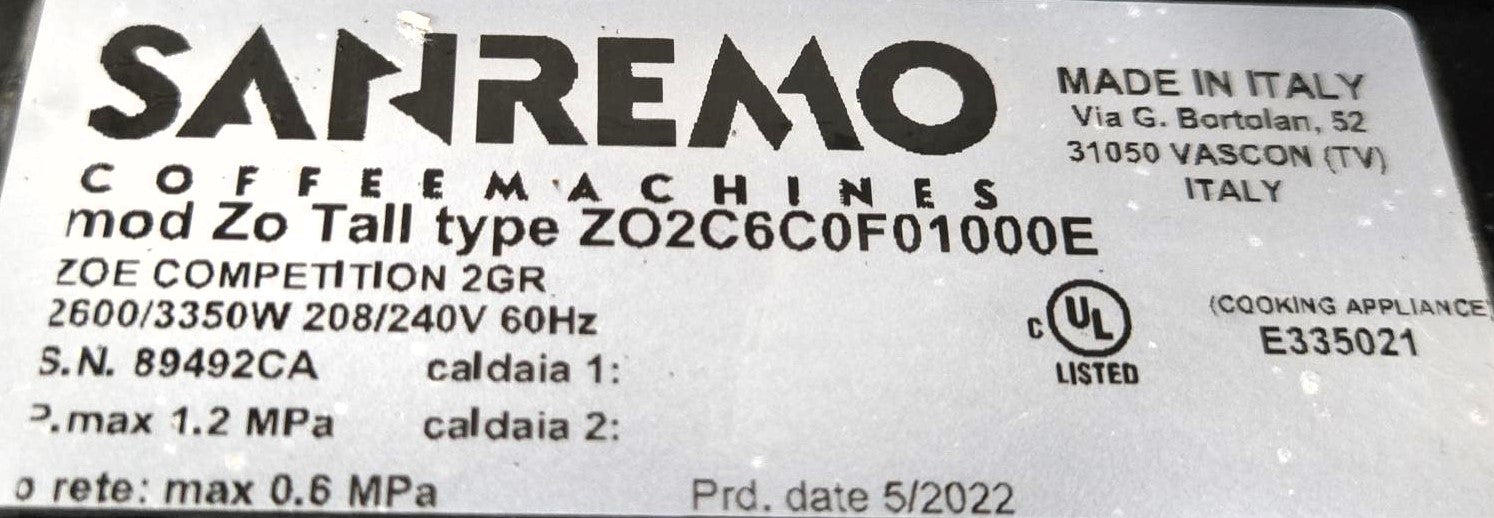 SANREMO
COFFEE MACHINES
MADE IN ITALY
Via G. Bortolan, 52
31050 VASCON (TV)
ITALY
mod Zo Tall type ZO2C6C0F01000E
ZOE COMPETITION 2GR
2600/3350W 208/240V 60Hz
S.N. 89492CA caldaia 1:
P.max 1.2 MPa caldaia 2:
rete: max 0.6 MPa Prd. date 5/2022
C UL LISTED
(COOKING APPLIANCE)
E335021